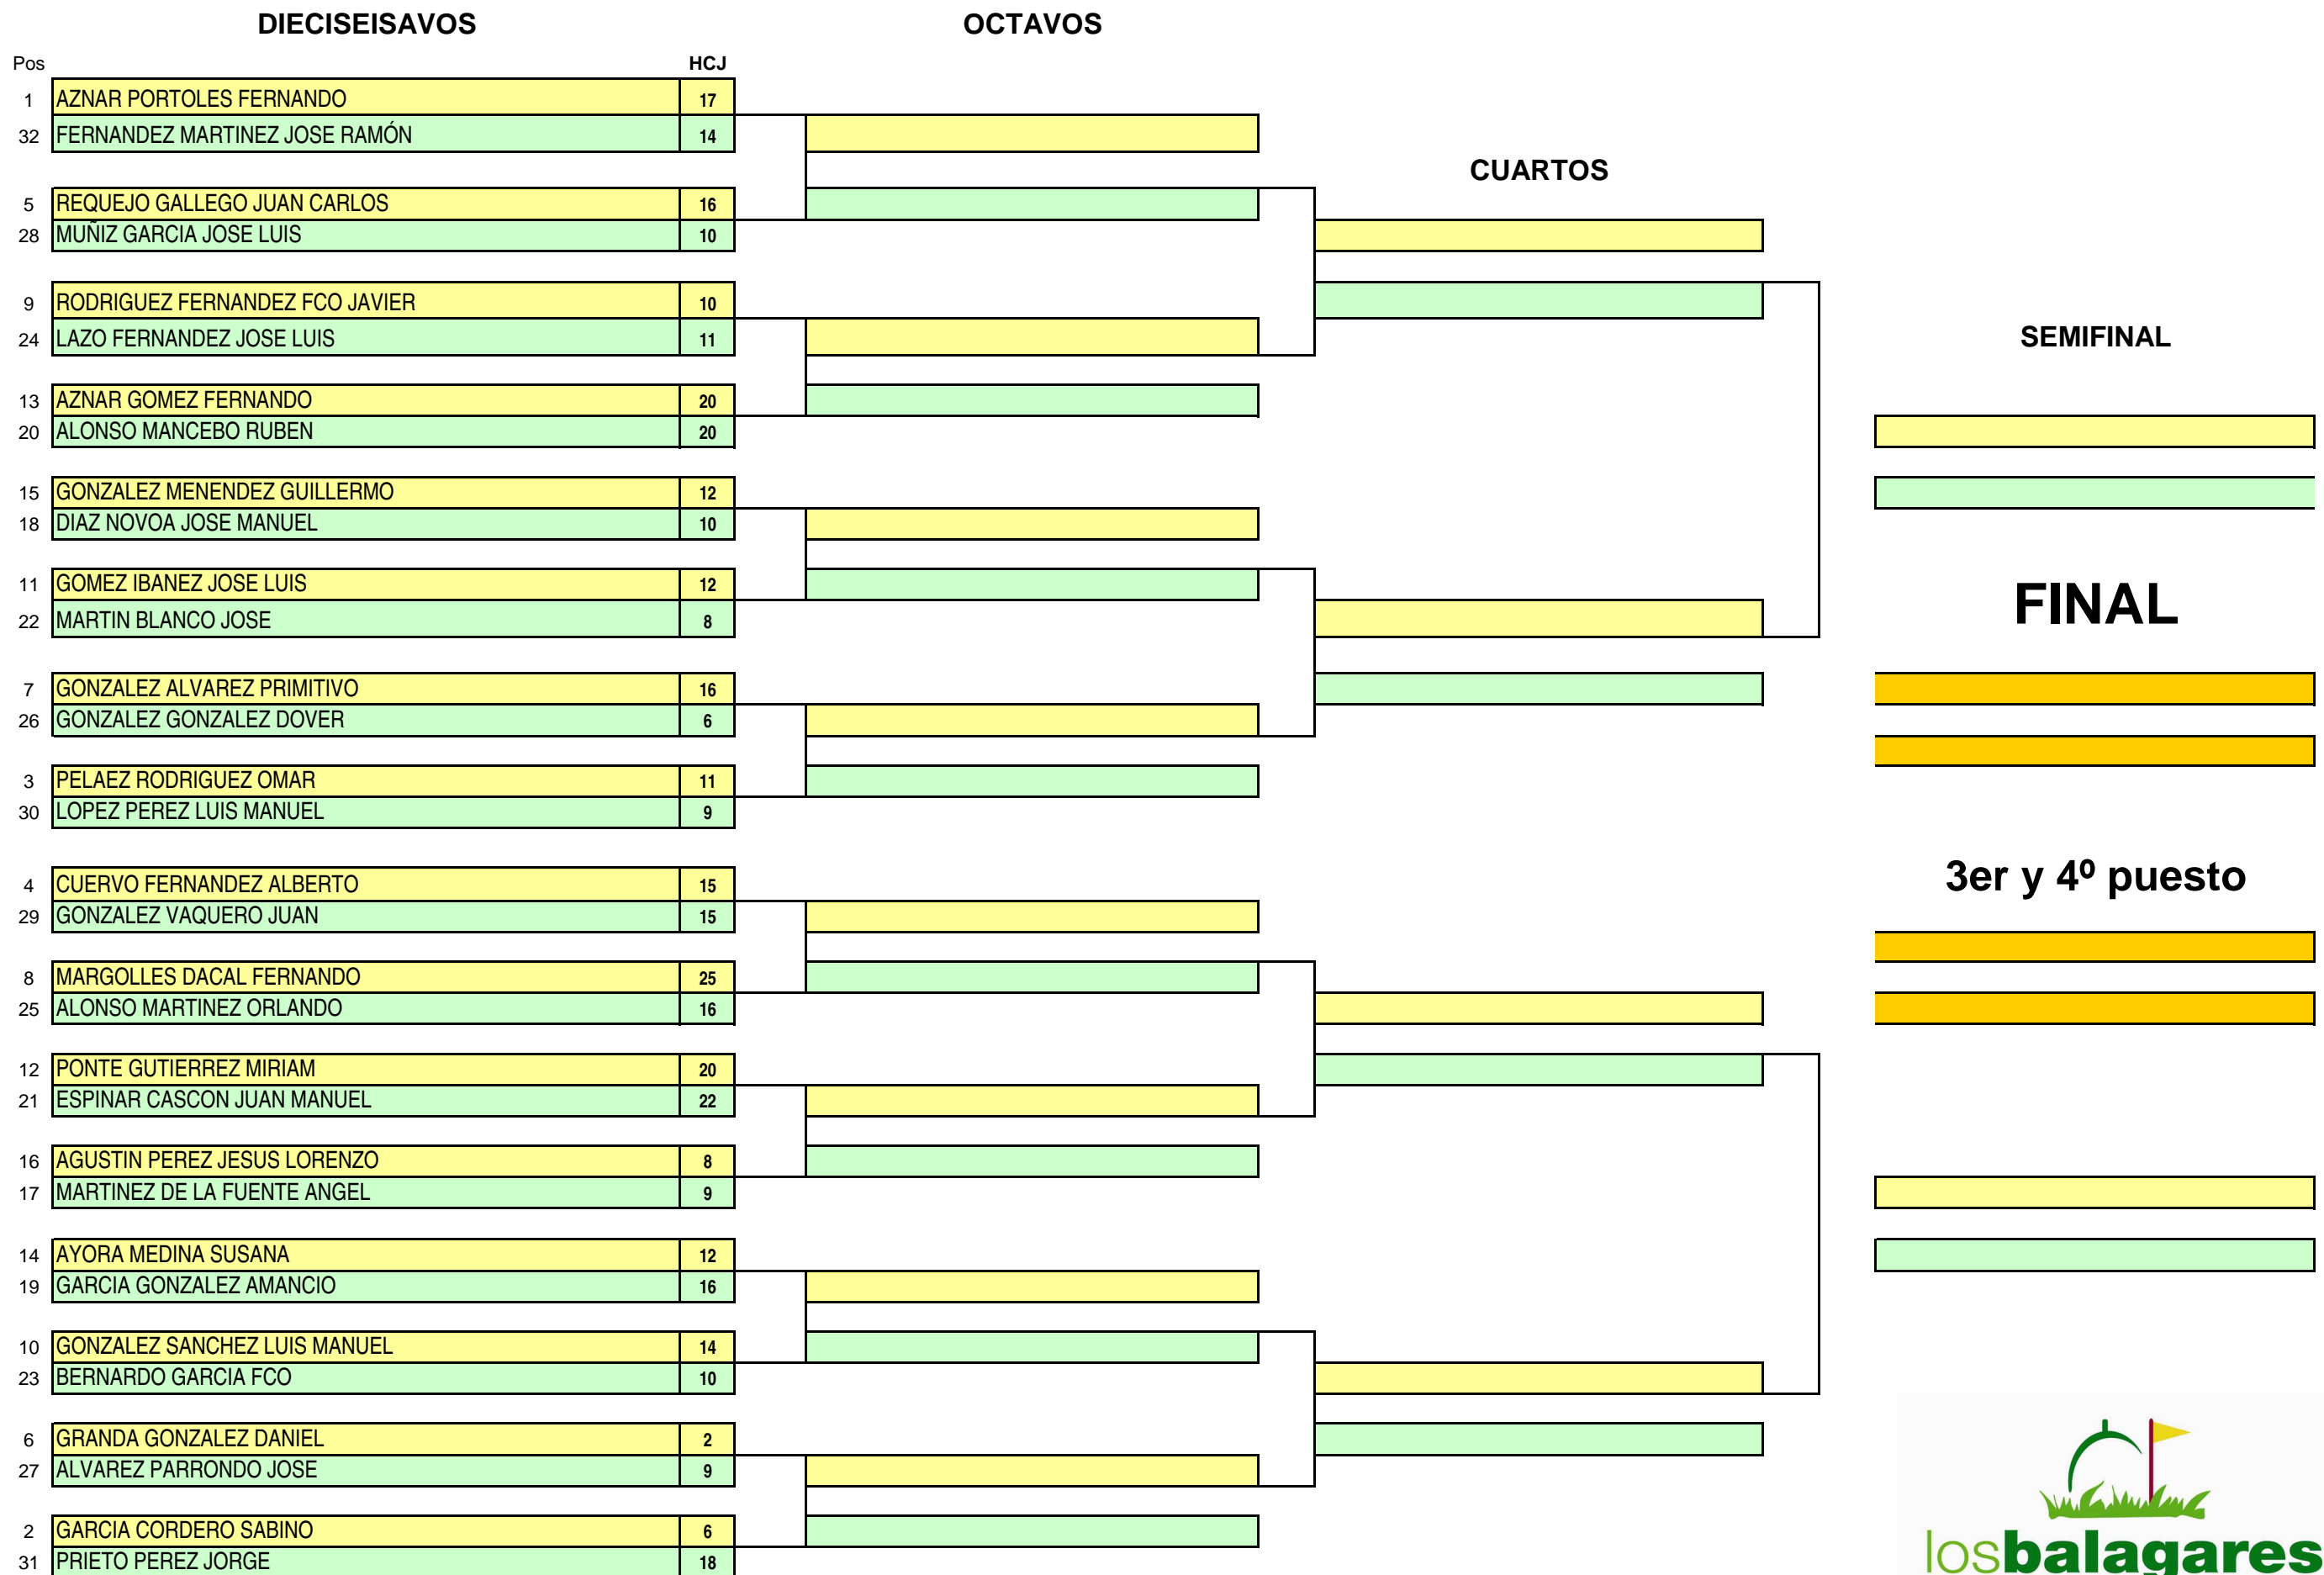 DIECISEISAVOS OCTAVOS
Pos HCJ
1 AZNAR PORTOLES FERNANDO 17
32 FERNANDEZ MARTINEZ JOSE RAMÓN 14
CUARTOS
5 REQUEJO GALLEGO JUAN CARLOS 16
28 MUÑIZ GARCIA JOSE LUIS 10
9 RODRIGUEZ FERNANDEZ FCO JAVIER 10
24 LAZO FERNANDEZ JOSE LUIS 11
SEMIFINAL
13 AZNAR GOMEZ FERNANDO 20
20 ALONSO MANCEBO RUBEN 20
15 GONZALEZ MENENDEZ GUILLERMO 12
18 DIAZ NOVOA JOSE MANUEL 10
11 GOMEZ IBANEZ JOSE LUIS 12
22 MARTIN BLANCO JOSE 8
FINAL
7 GONZALEZ ALVAREZ PRIMITIVO 16
26 GONZALEZ GONZALEZ DOVER 6
3 PELAEZ RODRIGUEZ OMAR 11
30 LOPEZ PEREZ LUIS MANUEL 9
4 CUERVO FERNANDEZ ALBERTO 15
29 GONZALEZ VAQUERO JUAN 15
3er y 4º puesto
8 MARGOLLES DACAL FERNANDO 25
25 ALONSO MARTINEZ ORLANDO 16
12 PONTE GUTIERREZ MIRIAM 20
21 ESPINAR CASCON JUAN MANUEL 22
16 AGUSTIN PEREZ JESUS LORENZO 8
17 MARTINEZ DE LA FUENTE ANGEL 9
14 AYORA MEDINA SUSANA 12
19 GARCIA GONZALEZ AMANCIO 16
10 GONZALEZ SANCHEZ LUIS MANUEL 14
23 BERNARDO GARCIA FCO 10
6 GRANDA GONZALEZ DANIEL 2
27 ALVAREZ PARRONDO JOSE 9
2 GARCIA CORDERO SABINO 6
31 PRIETO PEREZ JORGE 18
losbalagares